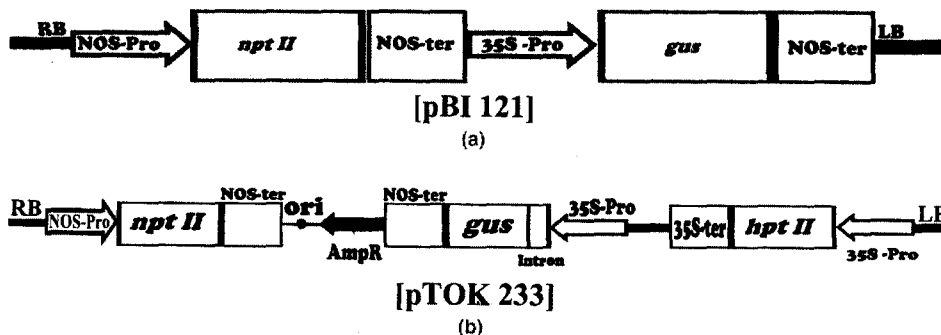 RB NOS-Pro npt II NOS-ter 35S -Pro gus NOS-ter LB
[pBI 121]
(a)
RB NOS-Pro npt II NOS-ter ori AmpR NOS-ter gus Intron 35S-Pro 35S-ter hpt II 35S -Pro
[pTOK 233]
(b)